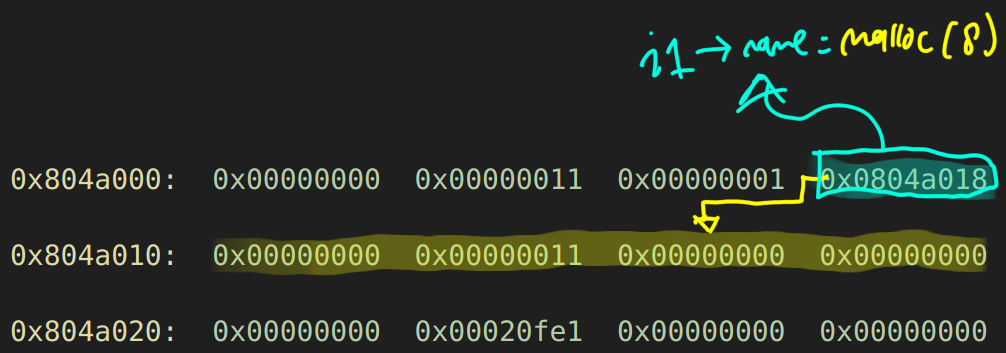 i1→name = malloc(8)
0x804a000: 0x00000000 0x00000011 0x00000001 0x0804a018
0x804a010: 0x00000000 0x00000011 0x00000000 0x00000000
0x804a020: 0x00000000 0x00020fe1 0x00000000 0x00000000